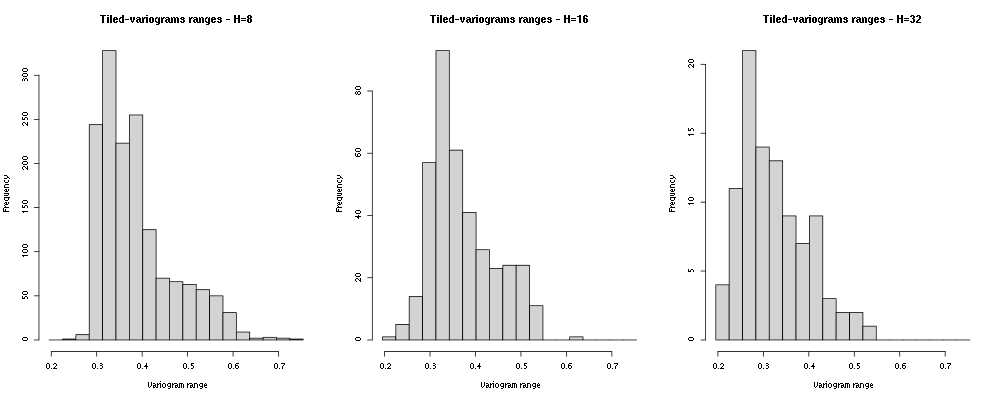 Tiled-variograms ranges - H=8
Frequency
0 50 100 150 200 250 300
0.2 0.3 0.4 0.5 0.6 0.7
Variogram range
Tiled-variograms ranges - H=16
Frequency
0 20 40 60 80
0.2 0.3 0.4 0.5 0.6 0.7
Variogram range
Tiled-variograms ranges - H=32
Frequency
0 5 10 15 20
0.2 0.3 0.4 0.5 0.6 0.7
Variogram range